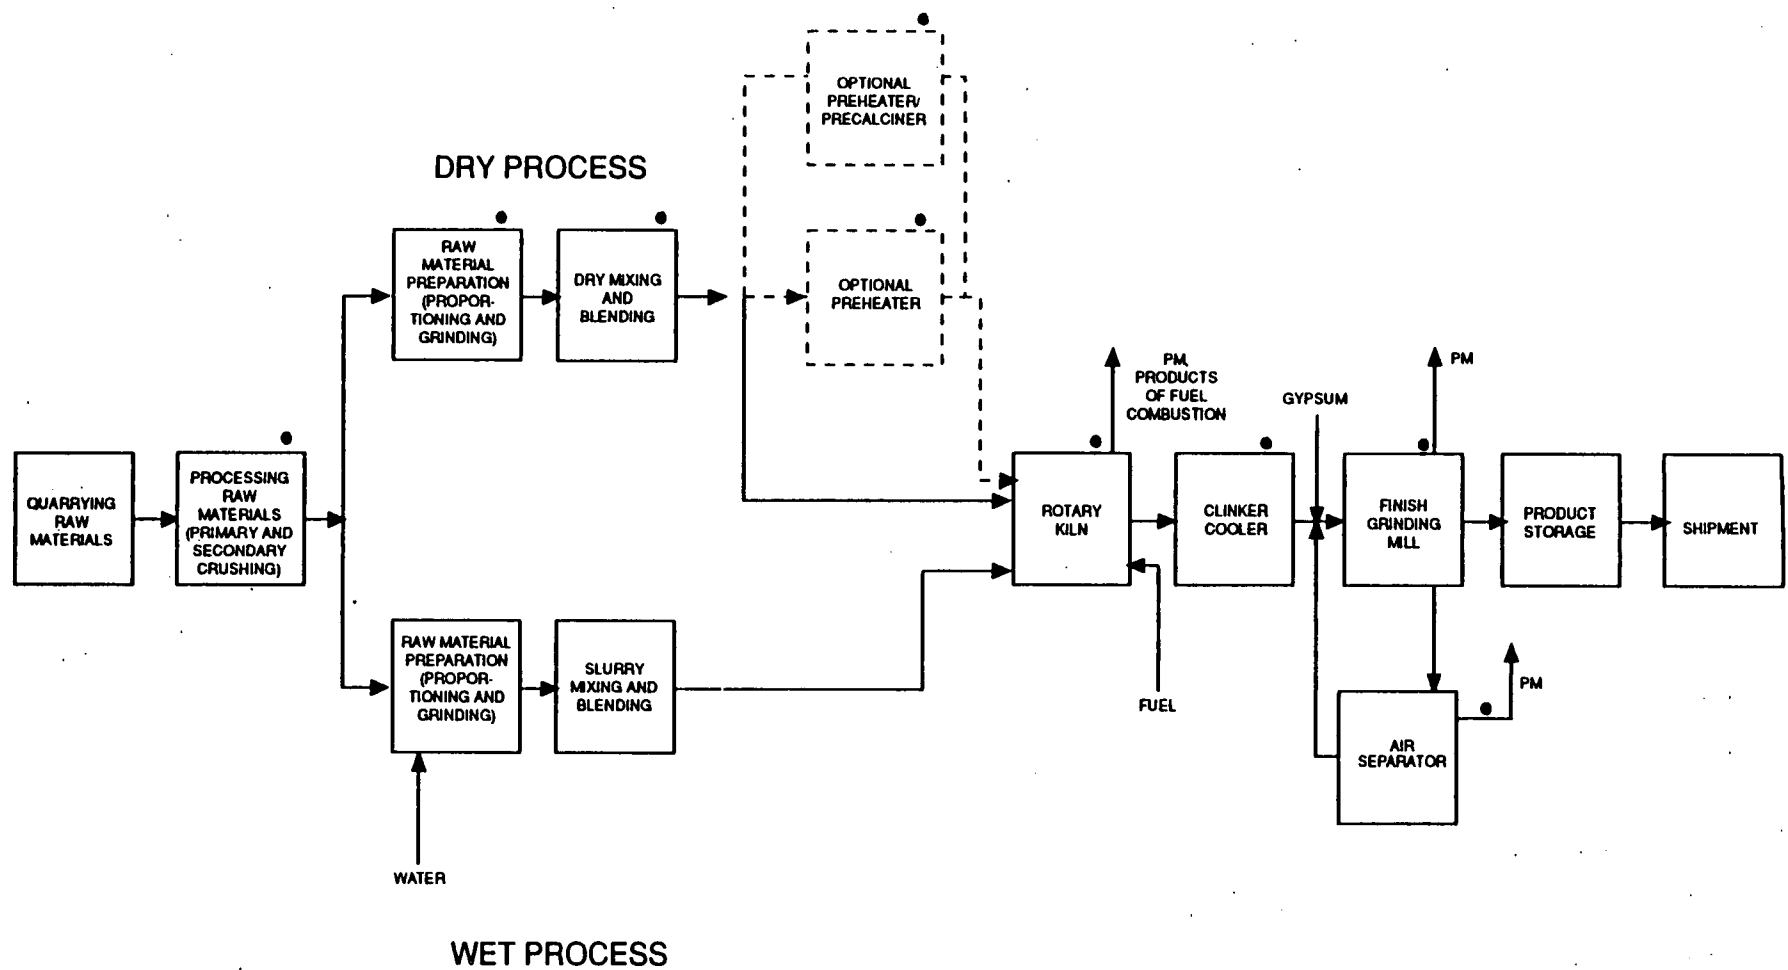 OPTIONAL
PREHEATER/
PRECALCINER
DRY PROCESS
RAW
MATERIAL
PREPARATION
(PROPOR-
TIONING AND
GRINDING)
DRY MIXING
AND
BLENDING
OPTIONAL
PREHEATER
PM,
PRODUCTS
OF FUEL
COMBUSTION
PM
GYPSUM
QUARRYING
RAW
MATERIALS
PROCESSING
RAW
MATERIALS
(PRIMARY AND
SECONDARY
CRUSHING)
ROTARY
KILN
CLINKER
COOLER
FINISH
GRINDING
MILL
PRODUCT
STORAGE
SHIPMENT
RAW MATERIAL
PREPARATION
(PROPOR-
TIONING AND
GRINDING)
SLURRY
MIXING AND
BLENDING
FUEL
PM
AIR
SEPARATOR
WATER
WET PROCESS